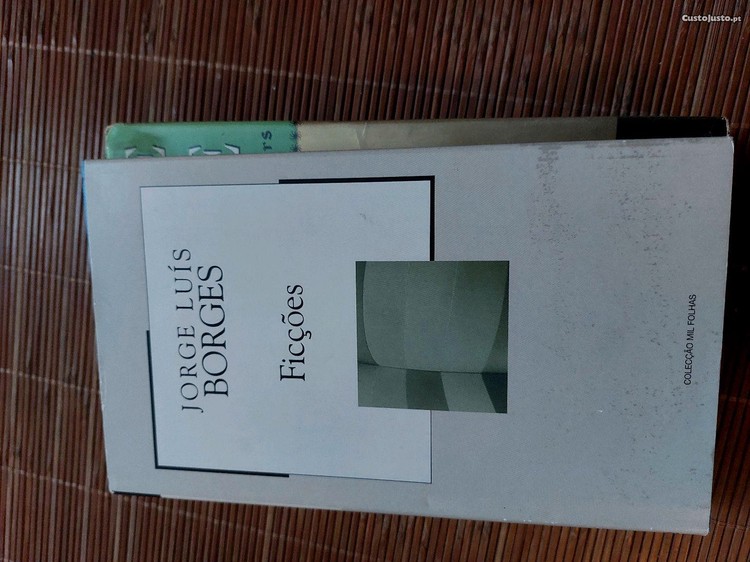 JORGE LUÍS
BORGES
Ficções
COLECÇÃO MIL FOLHAS
CustoJusto.pt